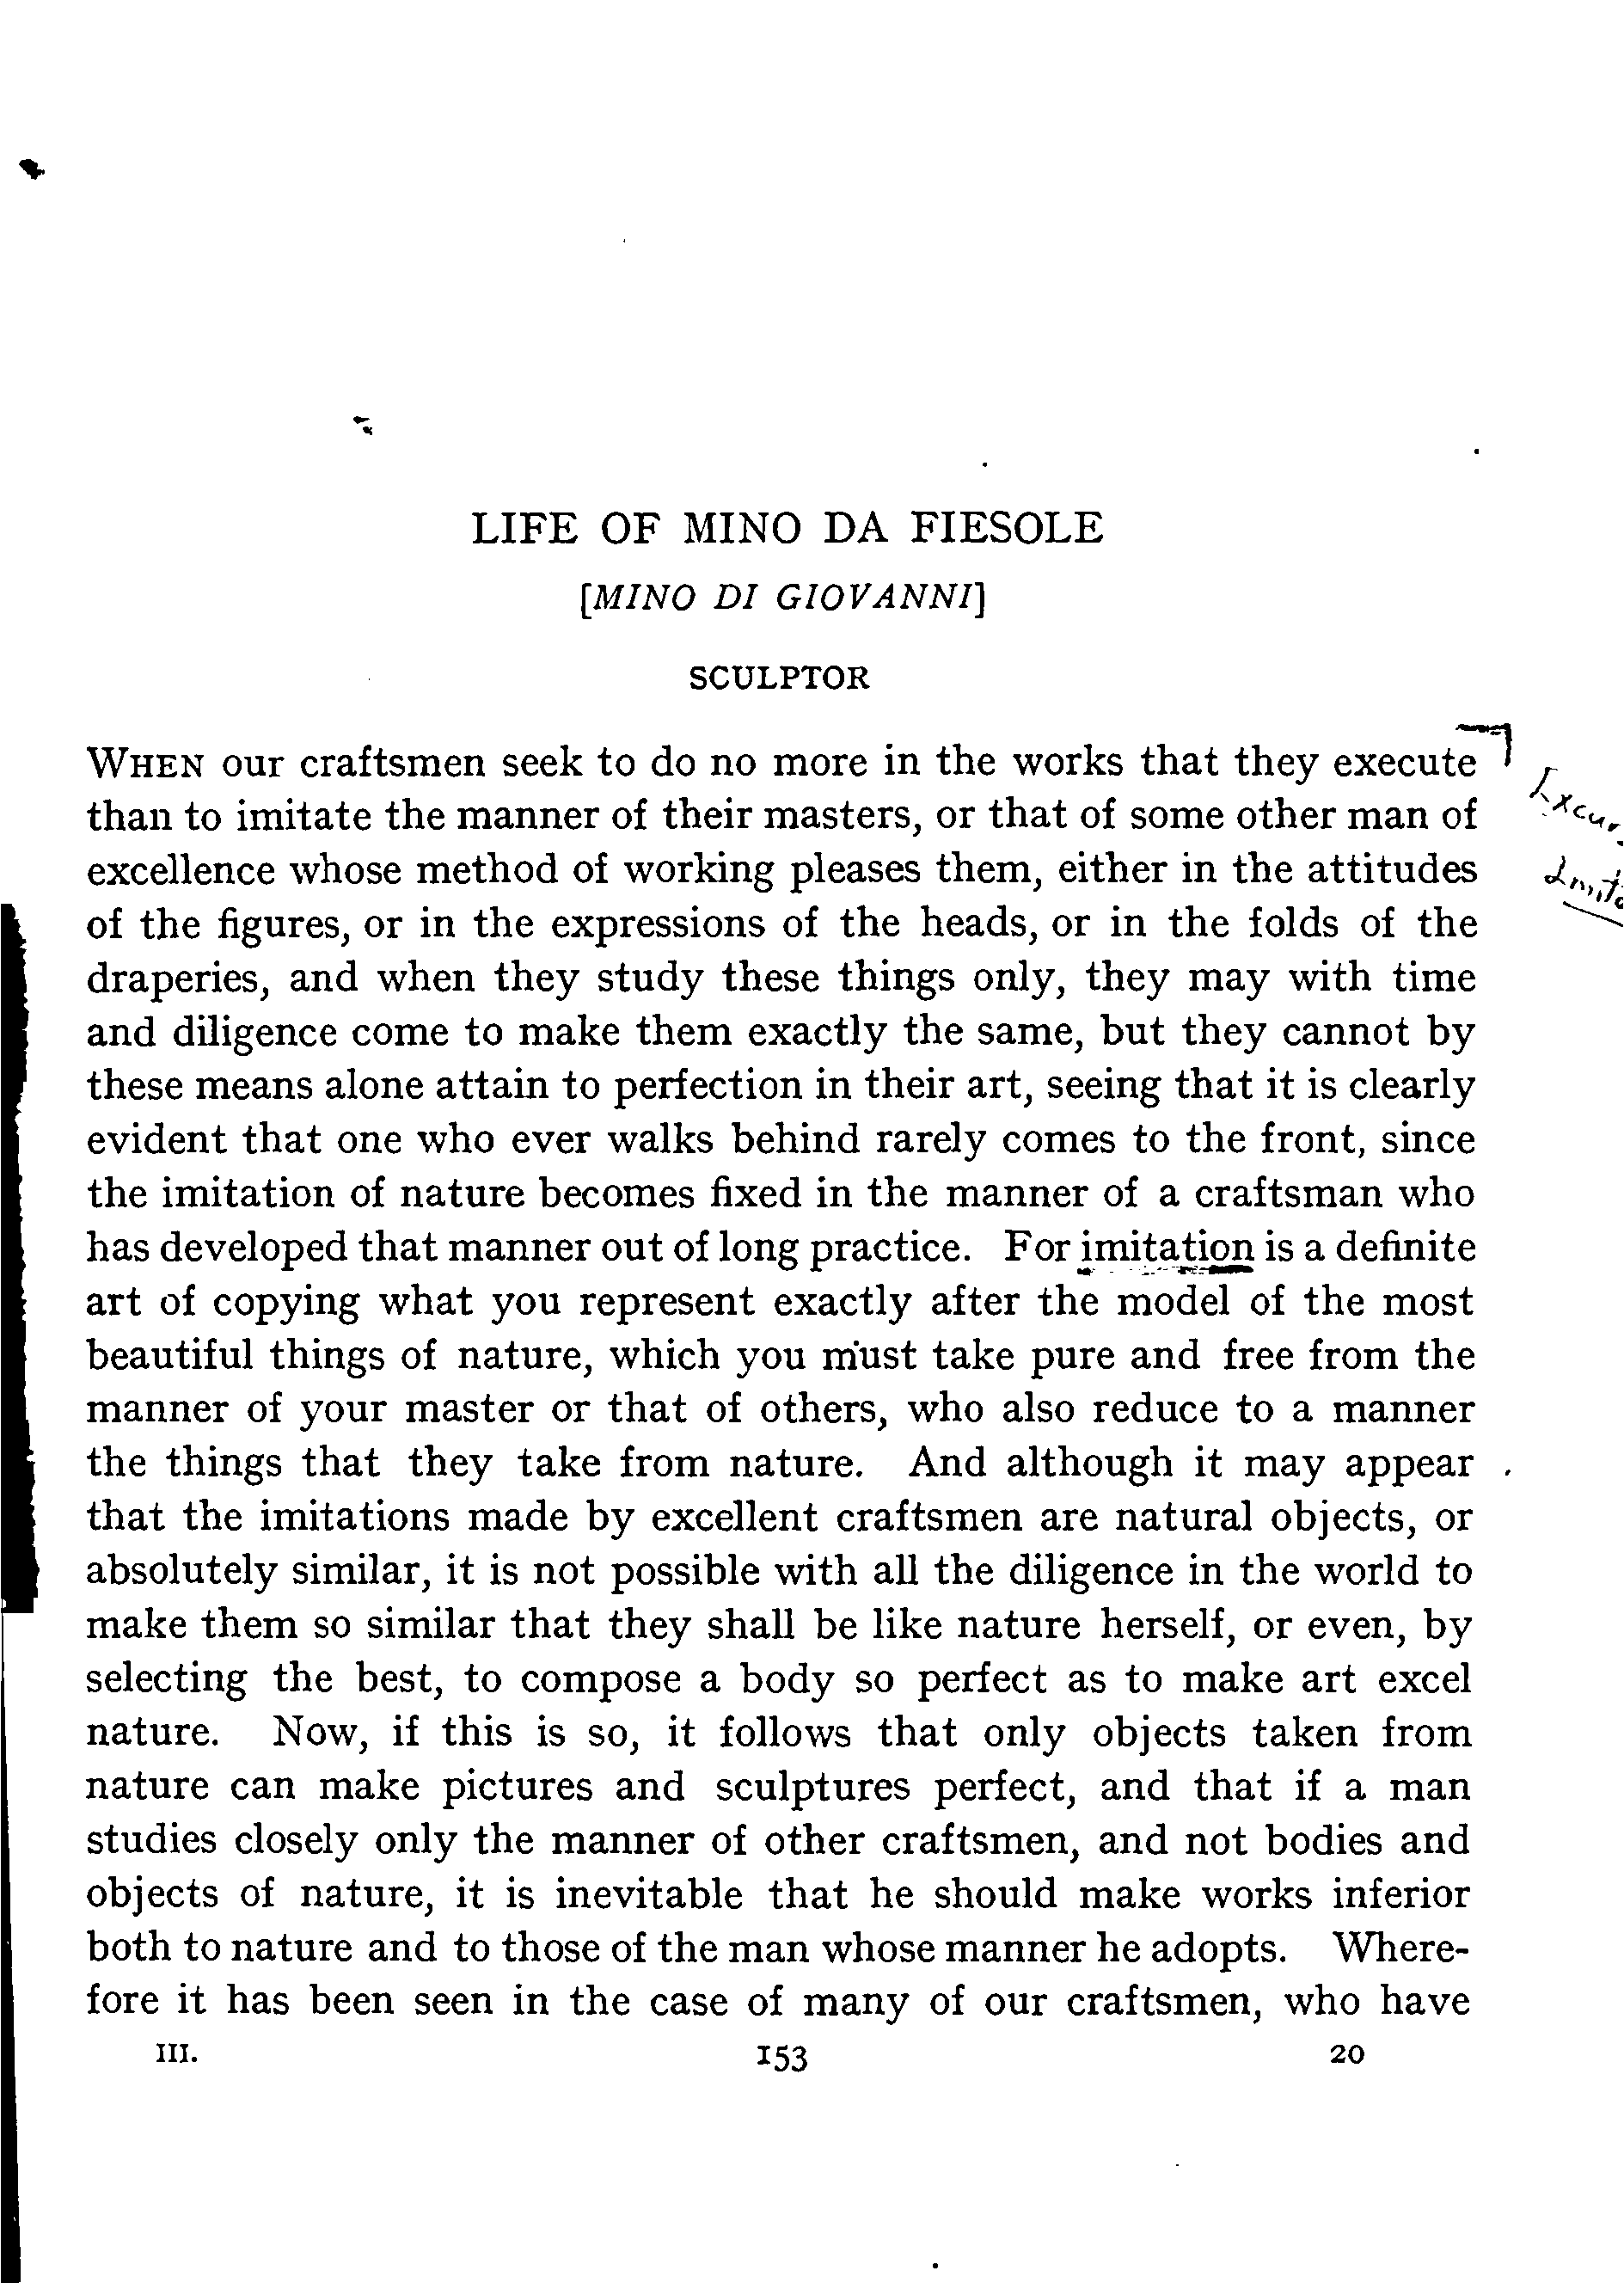 LIFE OF MINO DA FIESOLE
[MINO DI GIOVANNI]
SCULPTOR
WHEN our craftsmen seek to do no more in the works that they execute
than to imitate the manner of their masters, or that of some other man of
excellence whose method of working pleases them, either in the attitudes
of the figures, or in the expressions of the heads, or in the folds of the
draperies, and when they study these things only, they may with time
and diligence come to make them exactly the same, but they cannot by
these means alone attain to perfection in their art, seeing that it is clearly
evident that one who ever walks behind rarely comes to the front, since
the imitation of nature becomes fixed in the manner of a craftsman who
has developed that manner out of long practice. For imitation is a definite
art of copying what you represent exactly after the model of the most
beautiful things of nature, which you must take pure and free from the
manner of your master or that of others, who also reduce to a manner
the things that they take from nature. And although it may appear
that the imitations made by excellent craftsmen are natural objects, or
absolutely similar, it is not possible with all the diligence in the world to
make them so similar that they shall be like nature herself, or even, by
selecting the best, to compose a body so perfect as to make art excel
nature. Now, if this is so, it follows that only objects taken from
nature can make pictures and sculptures perfect, and that if a man
studies closely only the manner of other craftsmen, and not bodies and
objects of nature, it is inevitable that he should make works inferior
both to nature and to those of the man whose manner he adopts. Where-
fore it has been seen in the case of many of our craftsmen, who have
III. 153 20